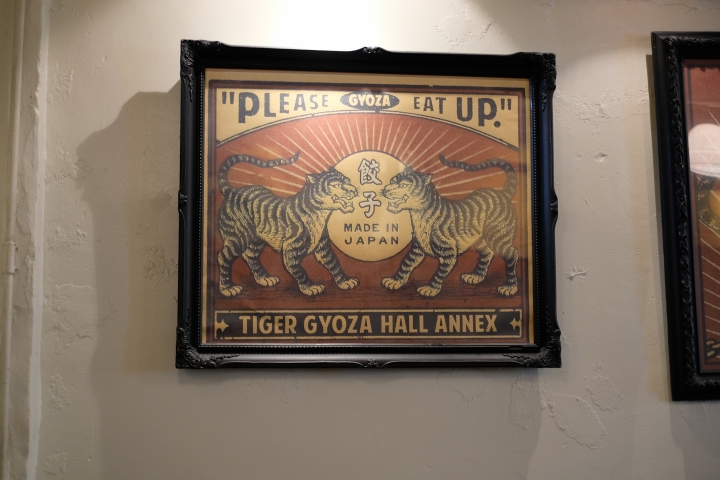 "PLEASE GYOZA EAT UP."
餃子
MADE IN
JAPAN
TIGER GYOZA HALL ANNEX